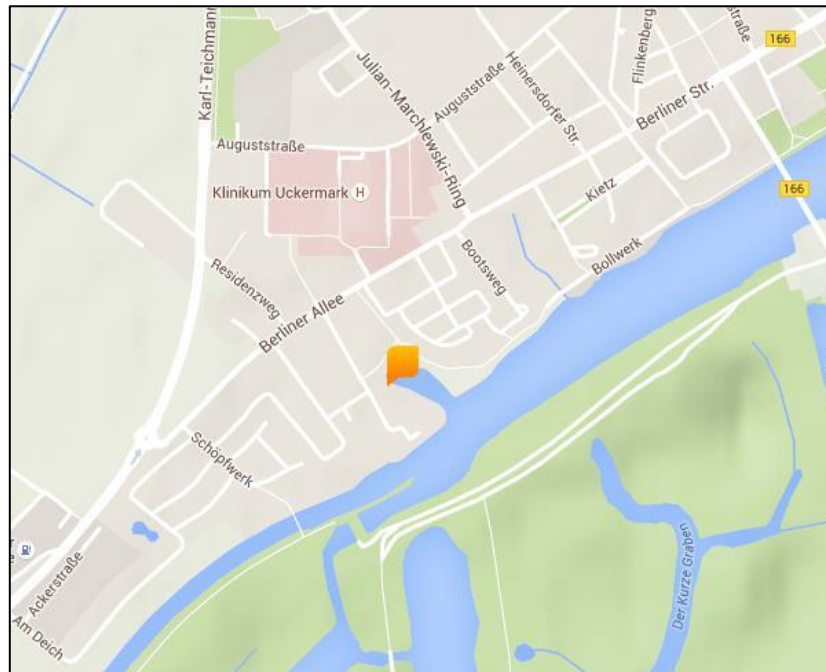 Karl-Teichmann
Julian-Marchlewski-Ring
Auguststraße
Heinersdorfer Str.
Flinkenberg
straße
166
Berliner Str.
Auguststraße
Klinikum Uckermark
H
Kietz
166
Residenzweg
Bootsweg
Bollwerk
Berliner Allee
Schöpfwerk
Ackerstraße
Am Deich
Der Kurze Graben